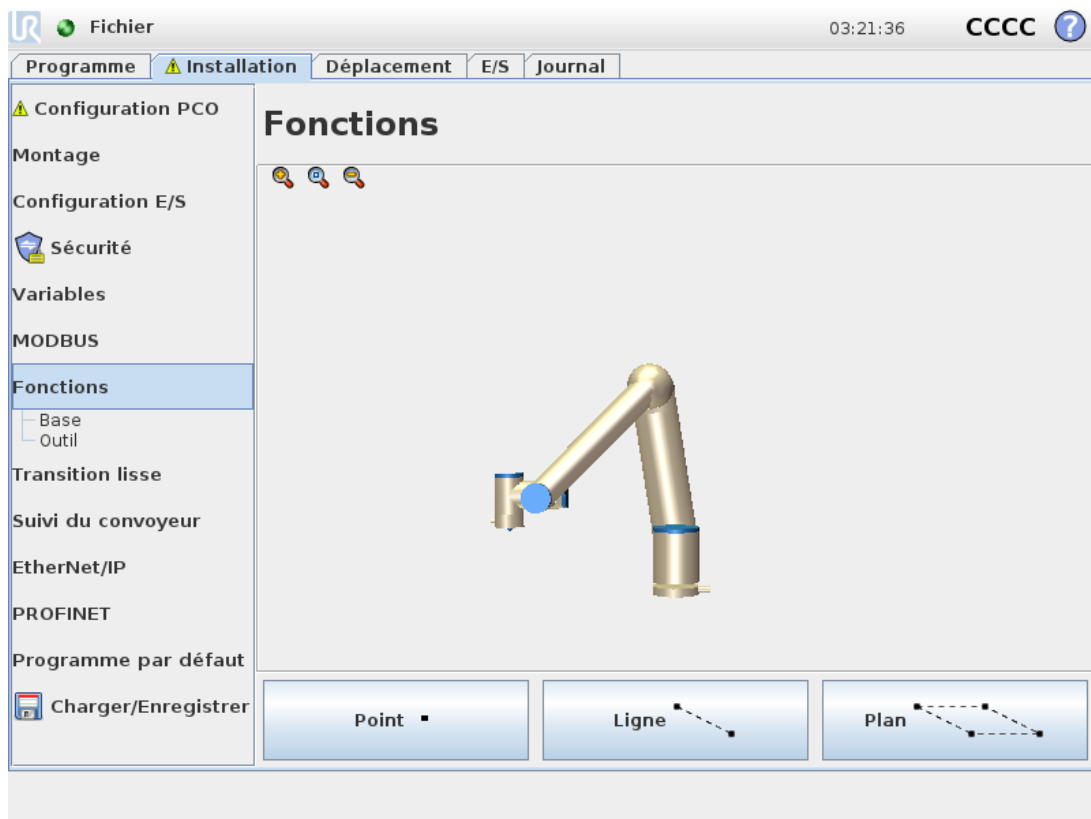 UR Fichier 03:21:36 CCCC ?
Programme Installation Déplacement E/S Journal
Configuration PCO
Montage
Configuration E/S
Sécurité
Variables
MODBUS
Fonctions
Base
Outil
Transition lisse
Suivi du convoyeur
EtherNet/IP
PROFINET
Programme par défaut
Charger/Enregistrer
Fonctions
Point
Ligne
Plan